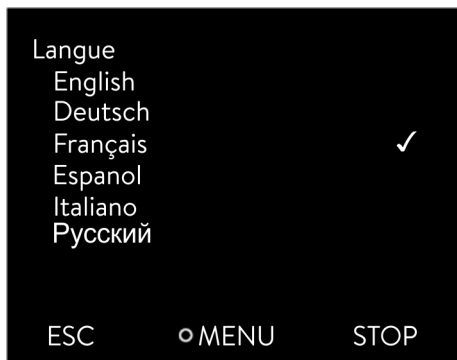 Langue
English
Deutsch
Français
Espanol
Italiano
Русский
ESC MENU STOP